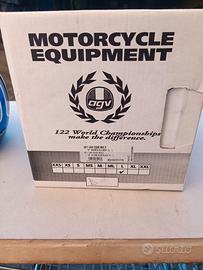 MOTORCYCLE
EQUIPMENT
agv
122 World Championships
make the difference.
XXS XS S MS M ML L XL XXL
subito